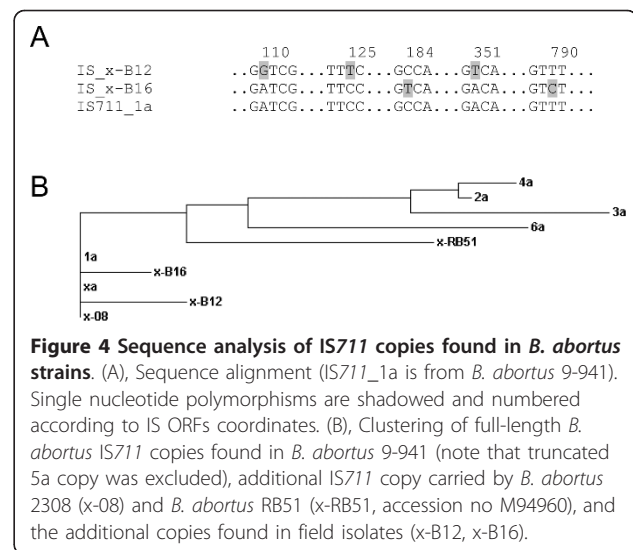 A
110 125 184 351 790
IS_x-B12 ..GGTCG...TTTTC...GCCA...GTCA...GTTT...
IS_x-B16 ..GATCG...TTCC...GTCA...GACA...GTCT...
IS711_1a ..GATCG...TTCC...GCCA...GACA...GTTT...
B
4a
2a
3a
6a
x-RB51
1a
x-B16
xa
x-B12
x-08
Figure 4 Sequence analysis of IS711 copies found in B. abortus
strains. (A), Sequence alignment (IS711_1a is from B. abortus 9-941).
Single nucleotide polymorphisms are shadowed and numbered
according to IS ORFs coordinates. (B), Clustering of full-length B.
abortus IS711 copies found in B. abortus 9-941 (note that truncated
5a copy was excluded), additional IS711 copy carried by B. abortus
2308 (x-08) and B. abortus RB51 (x-RB51, accession no M94960), and
the additional copies found in field isolates (x-B12, x-B16).